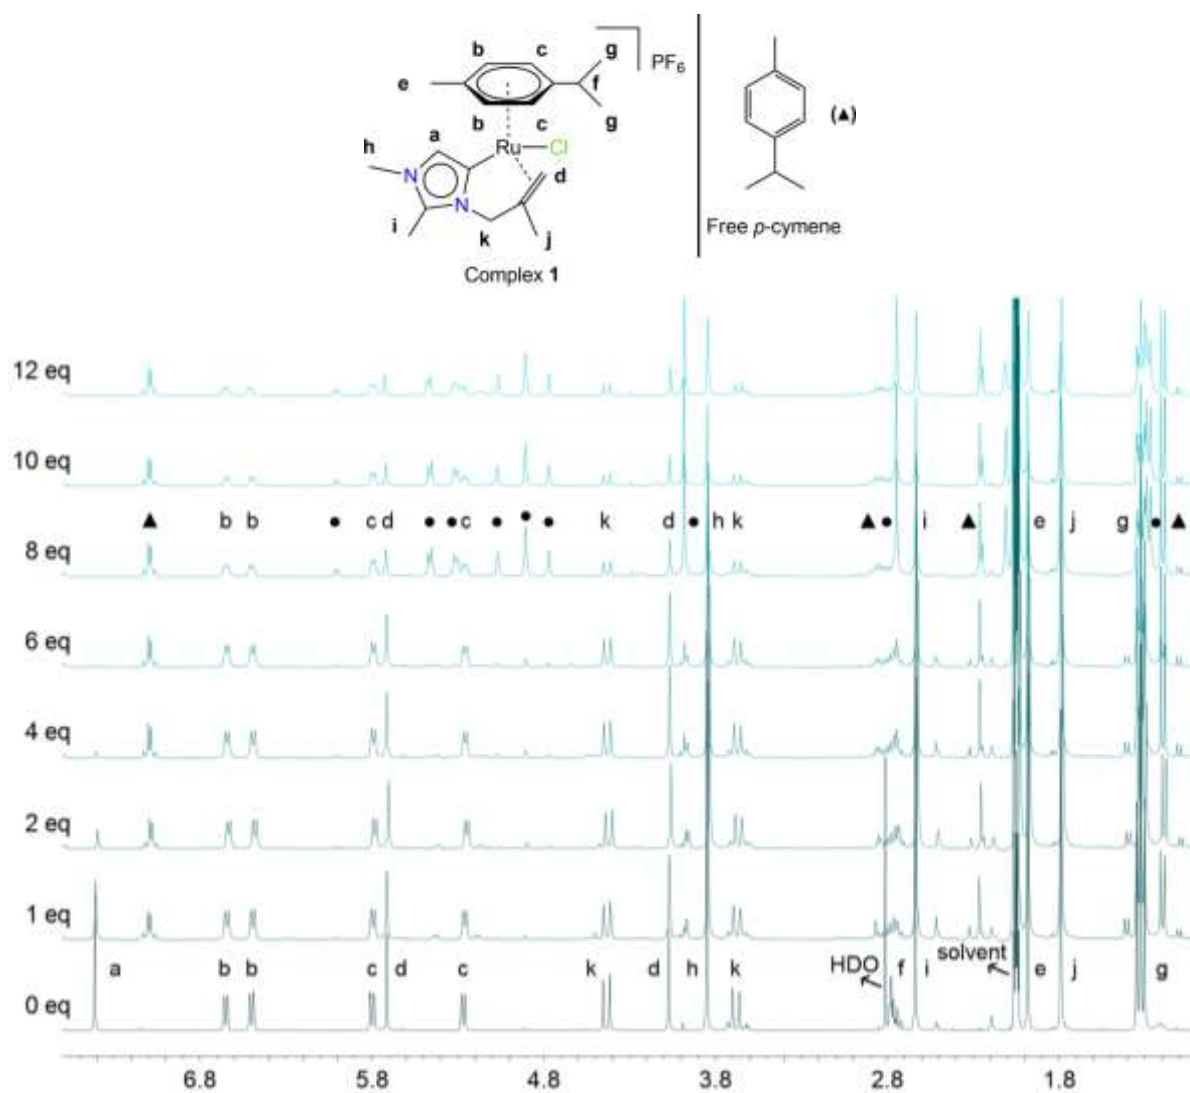 b c g
PF6
e f
b c g
(▲)
a
h Ru Cl
N d
i N
k j
Free p-cymene
Complex 1
12 eq
10 eq
▲ b b ● c d ● ● c ● ● ● k d ● h k ▲ ● i ▲ e j g ● ▲
8 eq
6 eq
4 eq
2 eq
1 eq
a b b c d c k d h k HDO f i solvent e j g
0 eq
6.8 5.8 4.8 3.8 2.8 1.8